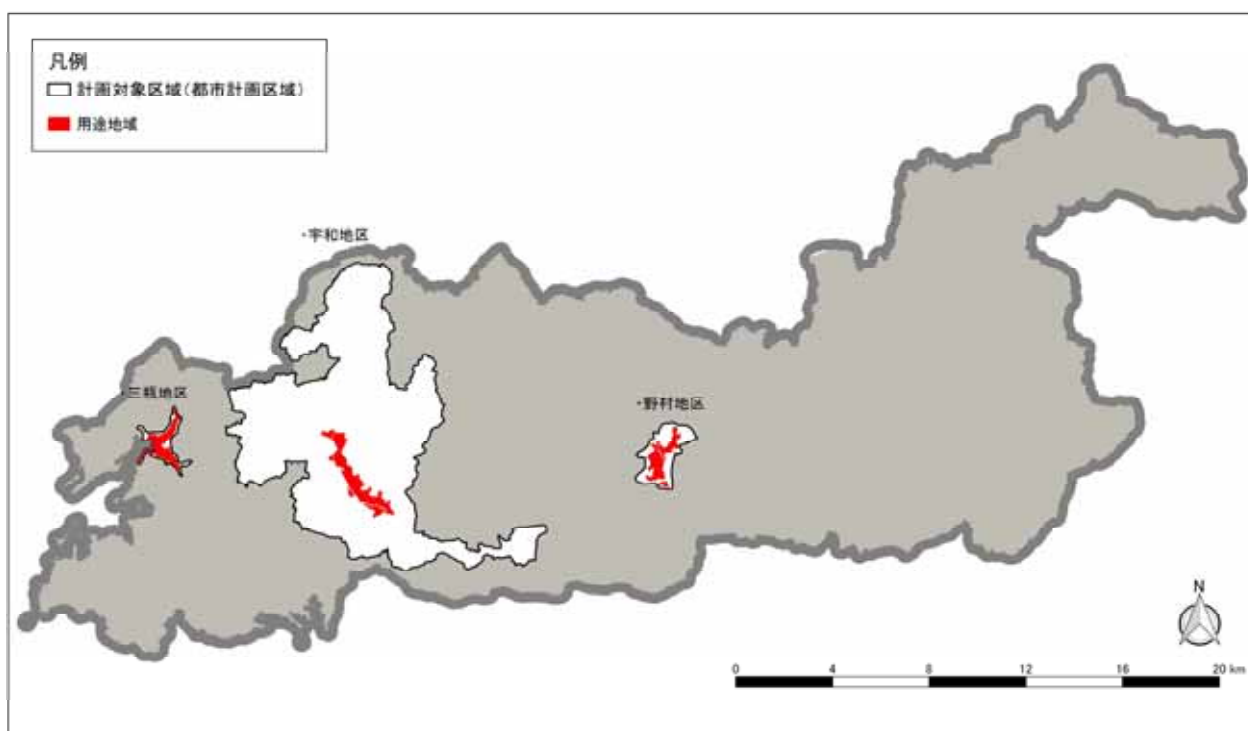 凡例
計画対象区域(都市計画区域)
用途地域
・宇和地区
・三瓶地区
・野村地区
N
0 4 8 12 16 20 km